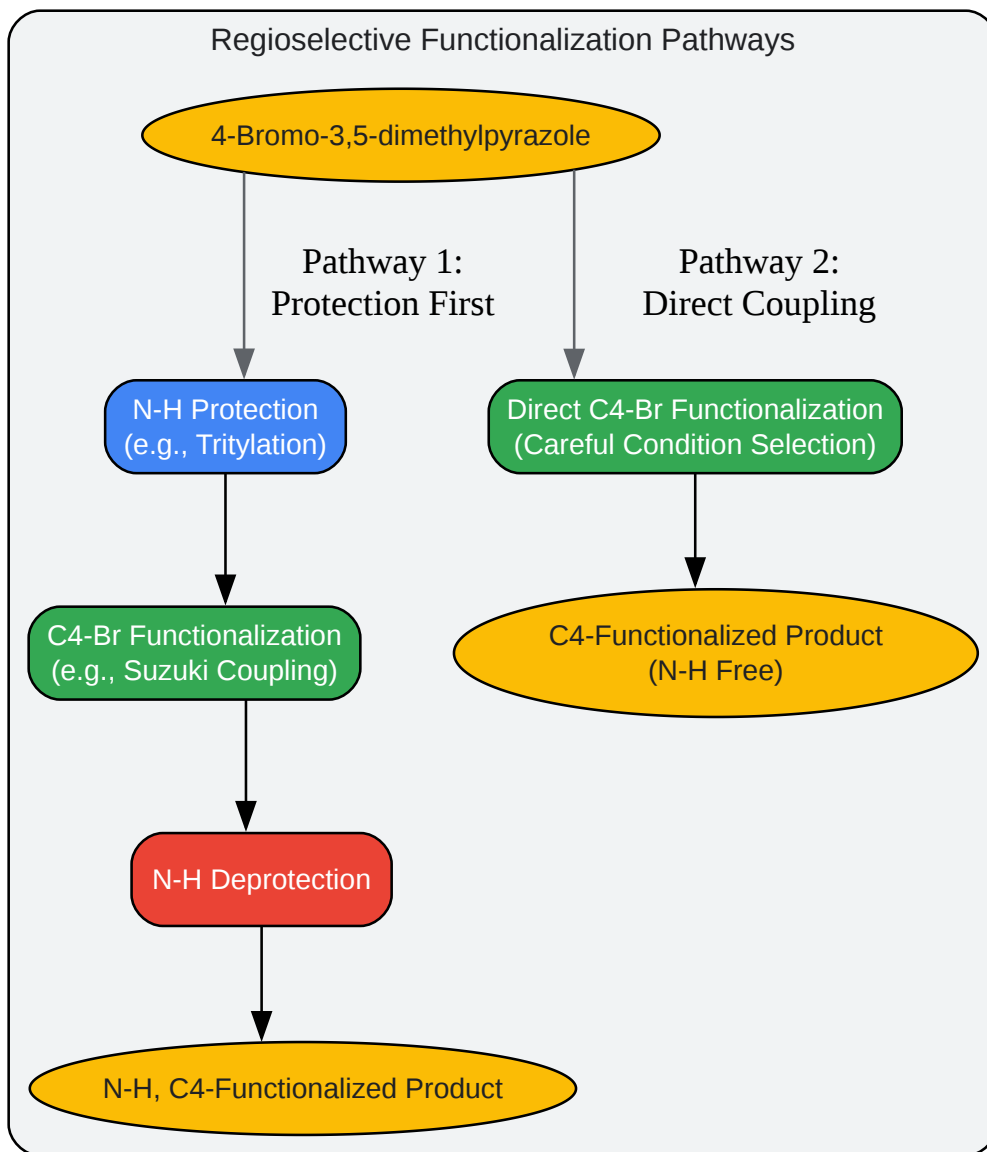 Regioselective Functionalization Pathways
4-Bromo-3,5-dimethylpyrazole
Pathway 1:
Protection First
Pathway 2:
Direct Coupling
N-H Protection
(e.g., Tritylation)
Direct C4-Br Functionalization
(Careful Condition Selection)
C4-Br Functionalization
(e.g., Suzuki Coupling)
C4-Functionalized Product
(N-H Free)
N-H Deprotection
N-H, C4-Functionalized Product